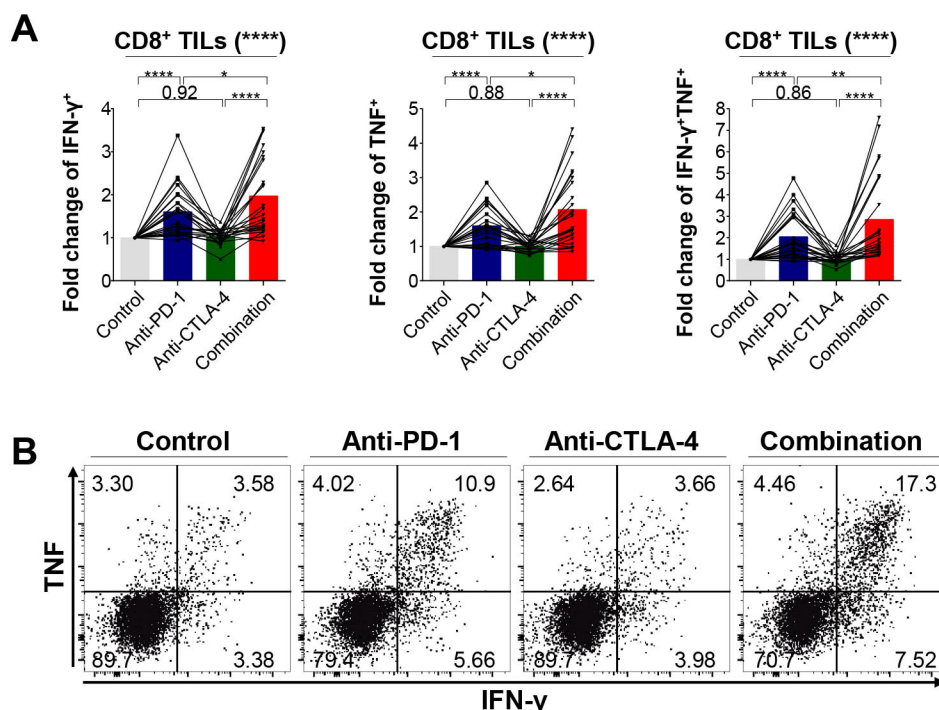 A
CD8⁺ TILs (****)
**** *
0.92 ****
Fold change of IFN-γ⁺
4
3
2
1
0
Control
Anti-PD-1
Anti-CTLA-4
Combination
CD8⁺ TILs (****)
**** *
0.88 ****
Fold change of TNF⁺
5
4
3
2
1
0
Control
Anti-PD-1
Anti-CTLA-4
Combination
CD8⁺ TILs (****)
**** **
0.86 ****
Fold change of IFN-γ⁺TNF⁺
8
7
6
5
4
3
2
1
0
Control
Anti-PD-1
Anti-CTLA-4
Combination
B
Control Anti-PD-1 Anti-CTLA-4 Combination
3.30 3.58 4.02 10.9 2.64 3.66 4.46 17.3
TNF
89.7 3.38 79.4 5.66 89.7 3.98 70.7 7.52
IFN-γ